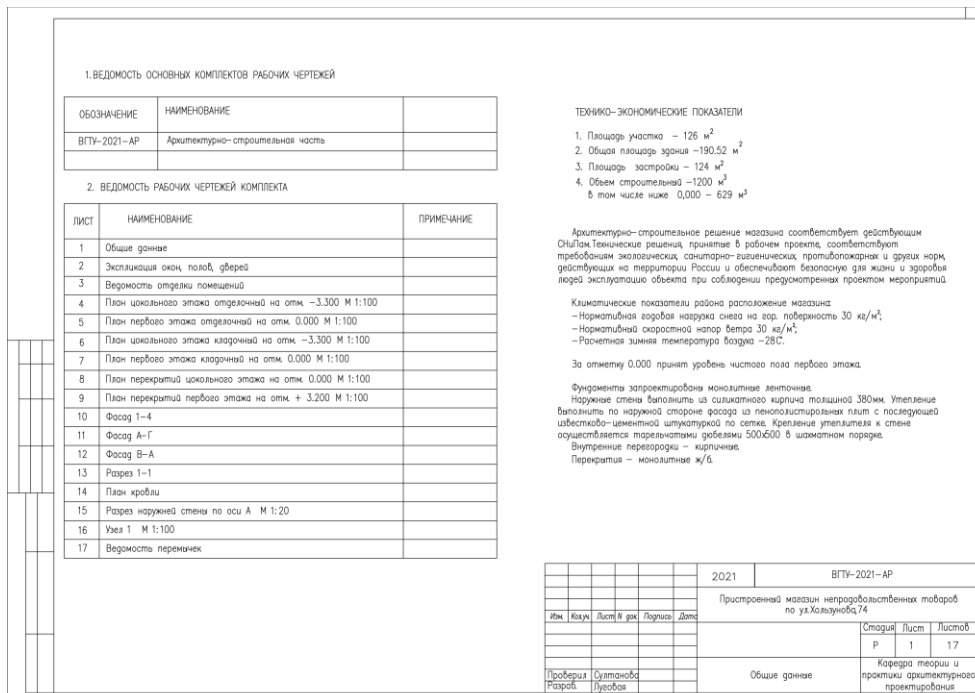 1. ВЕДОМОСТЬ ОСНОВНЫХ КОМПЛЕКТОВ РАБОЧИХ ЧЕРТЕЖЕЙ
ОБОЗНАЧЕНИЕ НАИМЕНОВАНИЕ
ВГТУ-2021-АР Архитектурно-строительная часть
2. ВЕДОМОСТЬ РАБОЧИХ ЧЕРТЕЖЕЙ КОМПЛЕКТА
ЛИСТ НАИМЕНОВАНИЕ ПРИМЕЧАНИЕ
1 Общие данные
2 Экспликация окон, полов, дверей
3 Ведомость отделки помещений
4 План цокольного этажа отделочный на отм. -3.300 М 1:100
5 План первого этажа отделочный на отм. 0.000 М 1:100
6 План цокольного этажа кладочный на отм. -3.300 М 1:100
7 План первого этажа кладочный на отм. 0.000 М 1:100
8 План перекрытий цокольного этажа на отм. 0.000 М 1:100
9 План перекрытий первого этажа на отм. + 3.200 М 1:100
10 Фасад 1-4
11 Фасад А-Г
12 Фасад В-А
13 Разрез 1-1
14 План кровли
15 Разрез наружней стены по оси А М 1:20
16 Узел 1 М 1:100
17 Ведомость перемычек
ТЕХНИКО-ЭКОНОМИЧЕСКИЕ ПОКАЗАТЕЛИ
1. Площадь участка - 126 м²
2. Общая площадь здания -190.52 м²
3. Площадь застройки - 124 м²
4. Объем строительный -1200 м³
в том числе ниже 0,000 - 629 м³
Архитектурно-строительное решение магазина соответствует действующим
СНиПам.Технические решения, принятые в рабочем проекте, соответствуют
требованиям экологических, санитарно-гигиенических, противопожарных и других норм,
действующих на территории России и обеспечивают безопасную для жизни и здоровья
людей эксплуатацию объекта при соблюдении предусмотренных проектом мероприятий.
Климатические показатели района расположение магазина:
-Нормативная годовая нагрузка снега на гор. поверхность 30 кг/м²;
-Нормативный скоростной напор ветра 30 кг/м²;
-Расчетная зимняя температура воздуха -28С°.
За отметку 0.000 принят уровень чистого пола первого этажа.
Фундаменты запроектированы монолитные ленточные.
Наружные стены выполнить из силикатного кирпича толщиной 380мм. Утепление
выполнить по наружной стороне фасада из пенополистирольных плит с последующей
известково-цементной штукатуркой по сетке. Крепление утеплителя к стене
осуществляется тарельчатыми дюбелями 500х500 в шахматном порядке.
Внутренние перегородки - кирпичные.
Перекрытия - монолитные ж/б.
2021 ВГТУ-2021-АР
Пристроенный магазин непродовольственных товаров
по ул.Хользунова,74
Изм. Кол.уч Лист N док Подпись Дата
Стадия Лист Листов
Р 1 17
Проверил Султанова
Разраб. Луговая
Общие данные
Кафедра теории и
практики архитектурного
проектирования